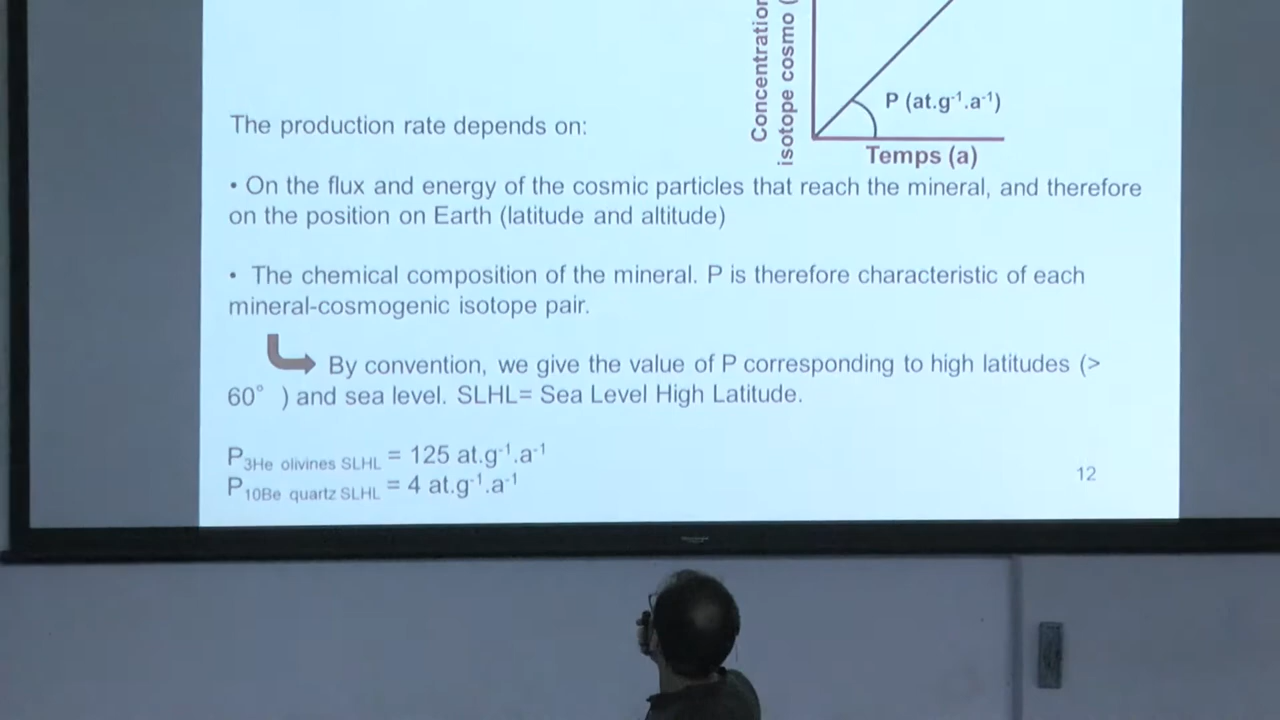 Concentration
isotope cosmo (
P (at.g⁻¹.a⁻¹)
Temps (a)
The production rate depends on:
• On the flux and energy of the cosmic particles that reach the mineral, and therefore
on the position on Earth (latitude and altitude)
• The chemical composition of the mineral. P is therefore characteristic of each
mineral-cosmogenic isotope pair.
By convention, we give the value of P corresponding to high latitudes (>
60° ) and sea level. SLHL= Sea Level High Latitude.
P3He olivines SLHL = 125 at.g⁻¹.a⁻¹
P10Be quartz SLHL = 4 at.g⁻¹.a⁻¹
12